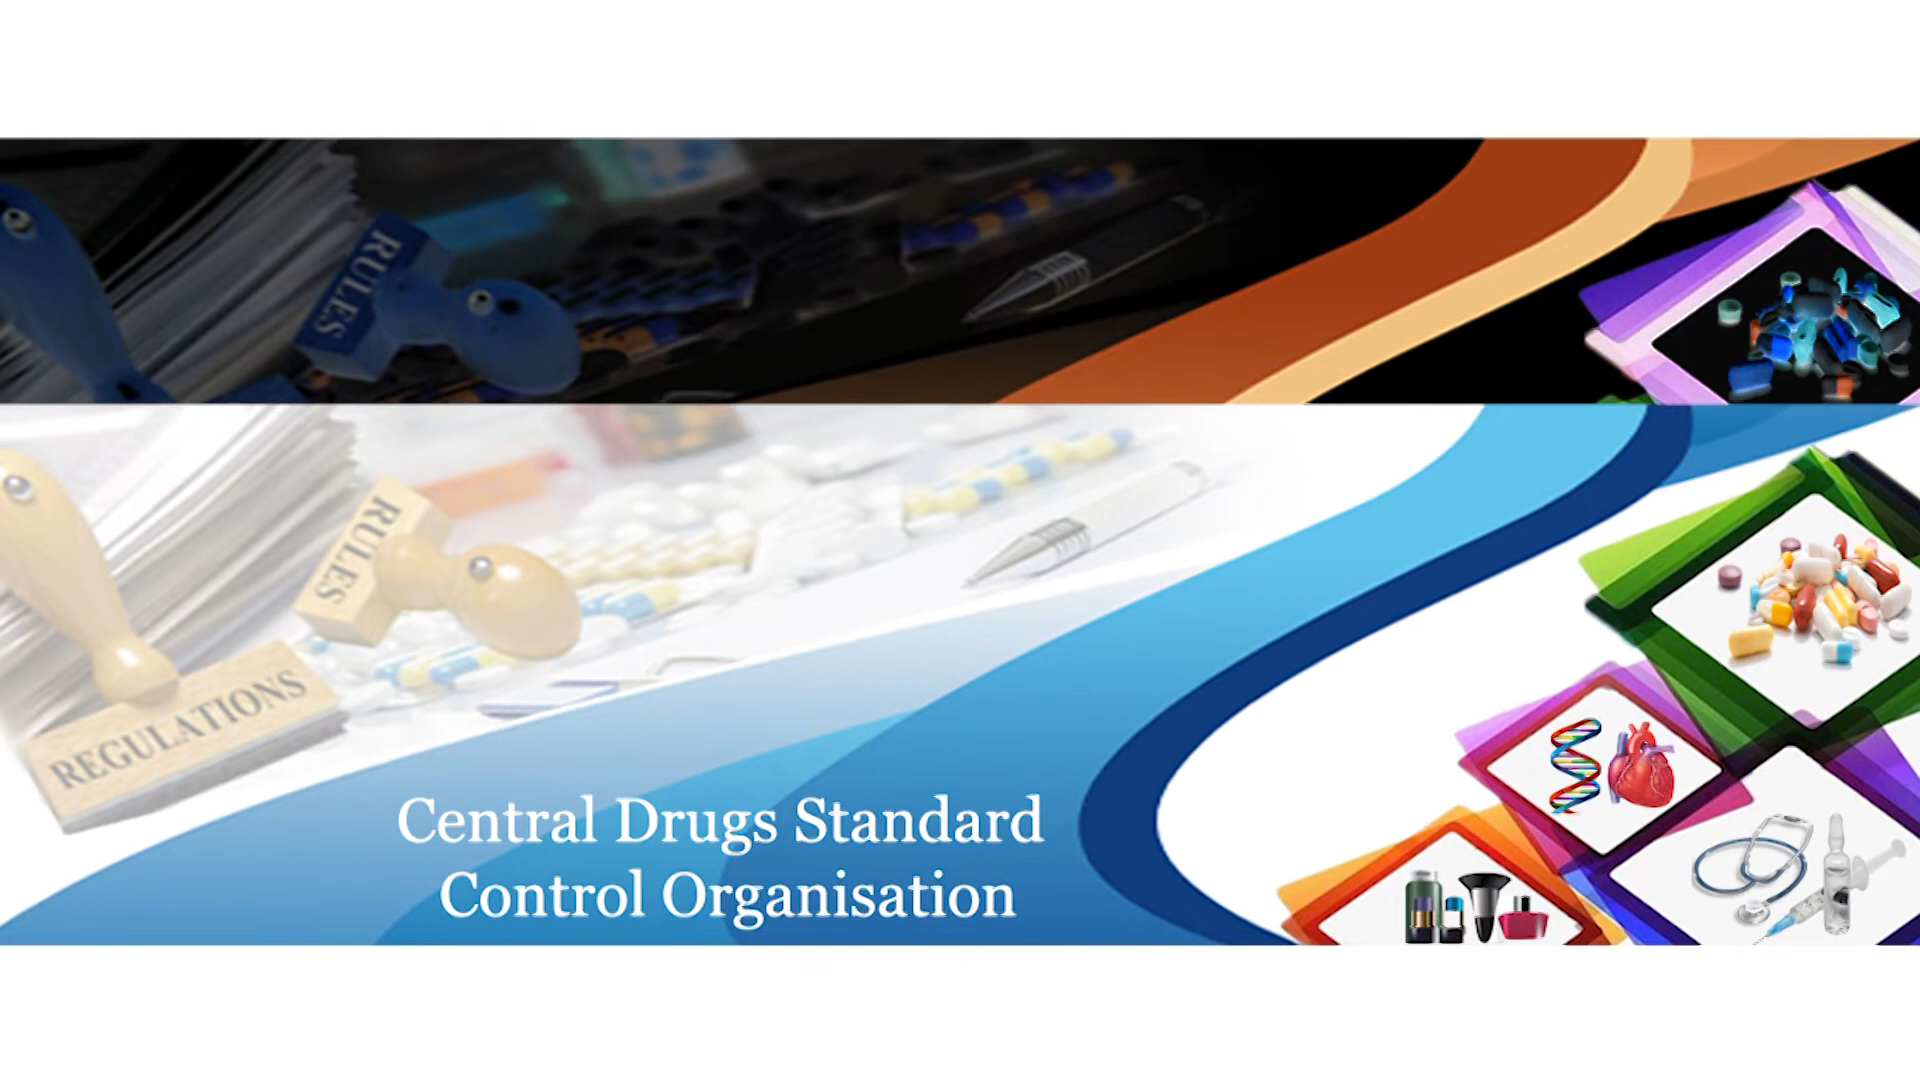 RULES
RULES
REGULATIONS
Central Drugs Standard
Control Organisation